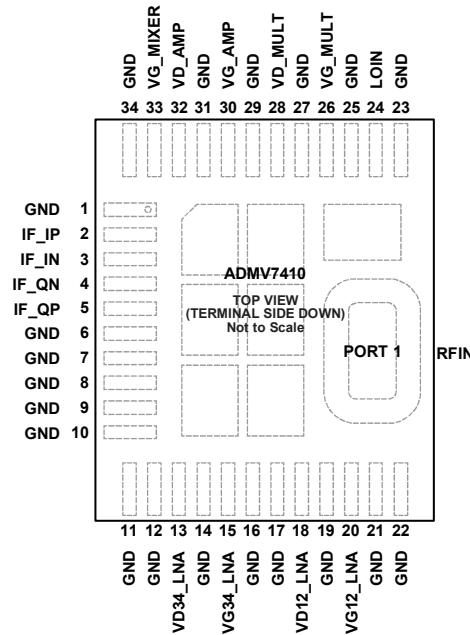 GND
VG_MIXER
VD_AMP
GND
VG_AMP
GND
VD_MULT
GND
VG_MULT
GND
LOIN
GND
34 33 32 31 30 29 28 27 26 25 24 23
GND 1
IF_IP 2
IF_IN 3
IF_QN 4
IF_QP 5
GND 6
GND 7
GND 8
GND 9
GND 10
ADMV7410
TOP VIEW
(TERMINAL SIDE DOWN)
Not to Scale
PORT 1
RFIN
11 12 13 14 15 16 17 18 19 20 21 22
GND
GND
VD34_LNA
GND
VG34_LNA
GND
GND
VD12_LNA
GND
VG12_LNA
GND
GND